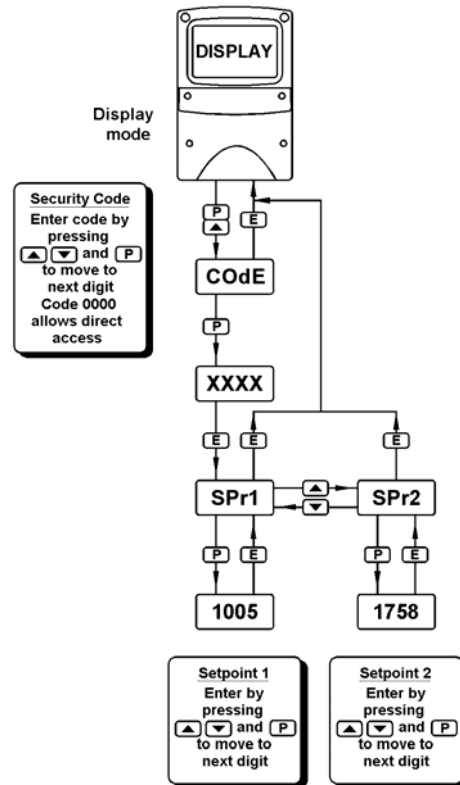 DISPLAY
Display
mode
Security Code
Enter code by
pressing
▲ ▼ and P
to move to
next digit
Code 0000
allows direct
access
P
▲
E
COdE
P
XXXX
E
E
E
SPr1
▲
▼
SPr2
P
E
P
E
1005
1758
Setpoint 1
Enter by
pressing
▲ ▼ and P
to move to
next digit
Setpoint 2
Enter by
pressing
▲ ▼ and P
to move to
next digit